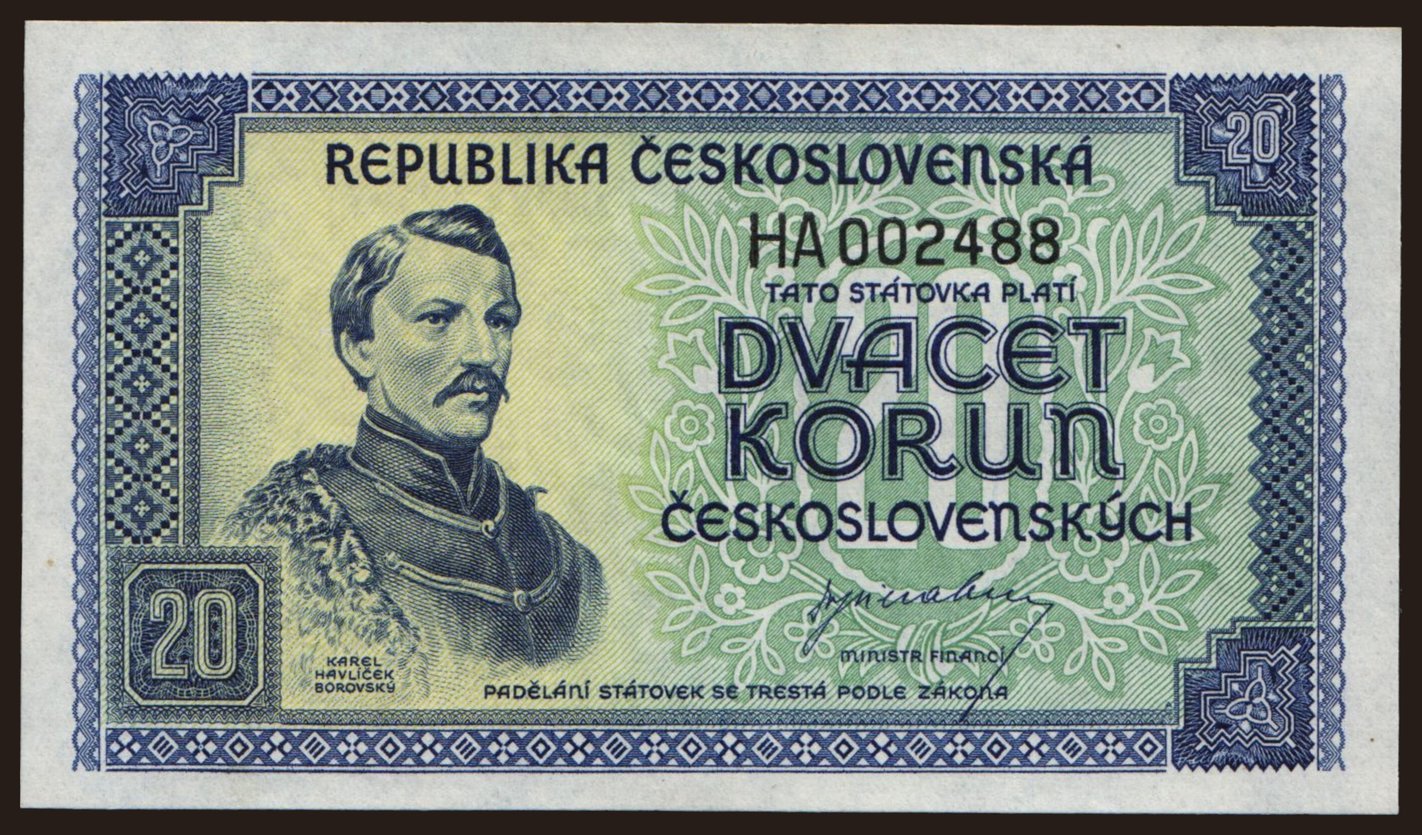 REPUBLIKA ČESKOSLOVENSKÁ
20
HA 002488
TATO STÁTOVKA PLATÍ
DVACET
KORUN
ČESKOSLOVENSKÝCH
20
20
MINISTR FINANCÍ
KAREL
HAVLÍČEK
BOROVSKÝ
PADĚLÁNÍ STÁTOVEK SE TRESTÁ PODLE ZÁKONA